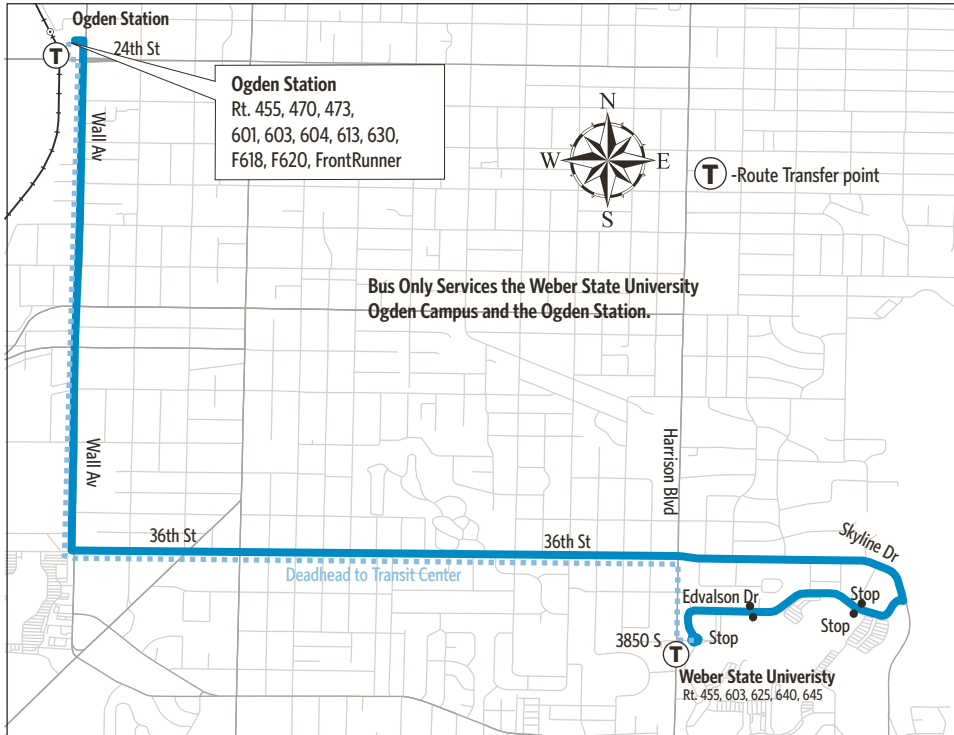 Ogden Station
T
24th St
Ogden Station
Rt. 455, 470, 473,
601, 603, 604, 613, 630,
F618, F620, FrontRunner
Wall Av
N
W
E
S
T
-Route Transfer point
Bus Only Services the Weber State University
Ogden Campus and the Ogden Station.
Wall Av
Harrison Blvd
36th St
36th St
Skyline Dr
Deadhead to Transit Center
Edvalson Dr
Stop
Stop
3850 S
Stop
T
Weber State Univeristy
Rt. 455, 603, 625, 640, 645